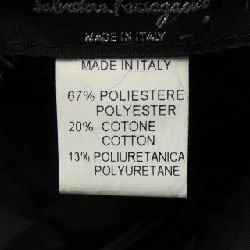 Salvatore Ferragamo
MADE IN ITALY
MADE IN ITALY
67% POLIESTERE
POLYESTER
20% COTONE
COTTON
13% POLIURETANICA
POLYURETANE